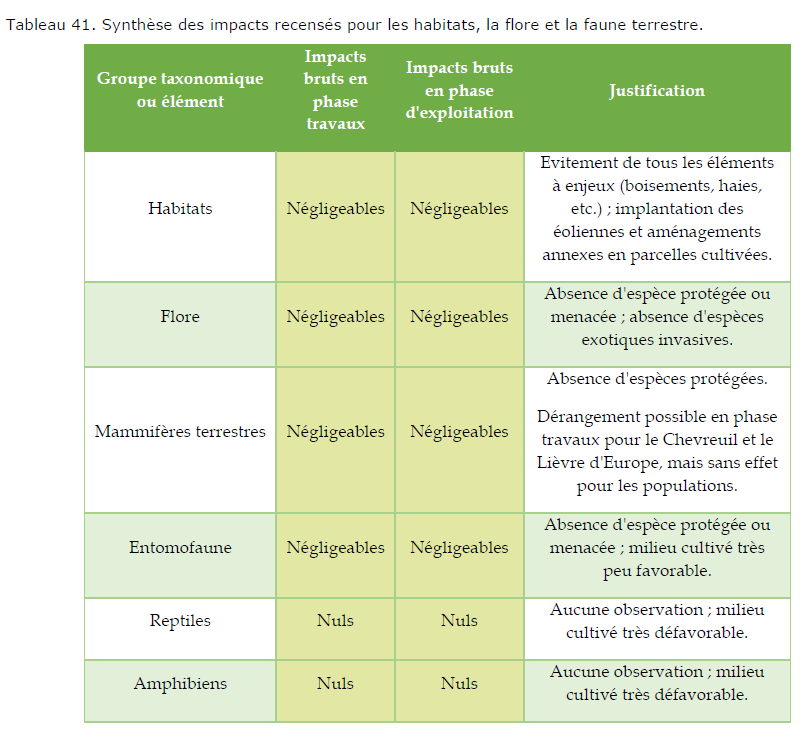 Tableau 41. Synthèse des impacts recensés pour les habitats, la flore et la faune terrestre.
Groupe taxonomique
ou élément
Impacts
bruts en
phase
travaux
Impacts bruts
en phase
d'exploitation
Justification
Habitats
Négligeables
Négligeables
Evitement de tous les éléments
à enjeux (boisements, haies,
etc.) ; implantation des
éoliennes et aménagements
annexes en parcelles cultivées.
Flore
Négligeables
Négligeables
Absence d'espèce protégée ou
menacée ; absence d'espèces
exotiques invasives.
Mammifères terrestres
Négligeables
Négligeables
Absence d'espèces protégées.
Dérangement possible en phase
travaux pour le Chevreuil et le
Lièvre d'Europe, mais sans effet
pour les populations.
Entomofaune
Négligeables
Négligeables
Absence d'espèce protégée ou
menacée ; milieu cultivé très
peu favorable.
Reptiles
Nuls
Nuls
Aucune observation ; milieu
cultivé très défavorable.
Amphibiens
Nuls
Nuls
Aucune observation ; milieu
cultivé très défavorable.